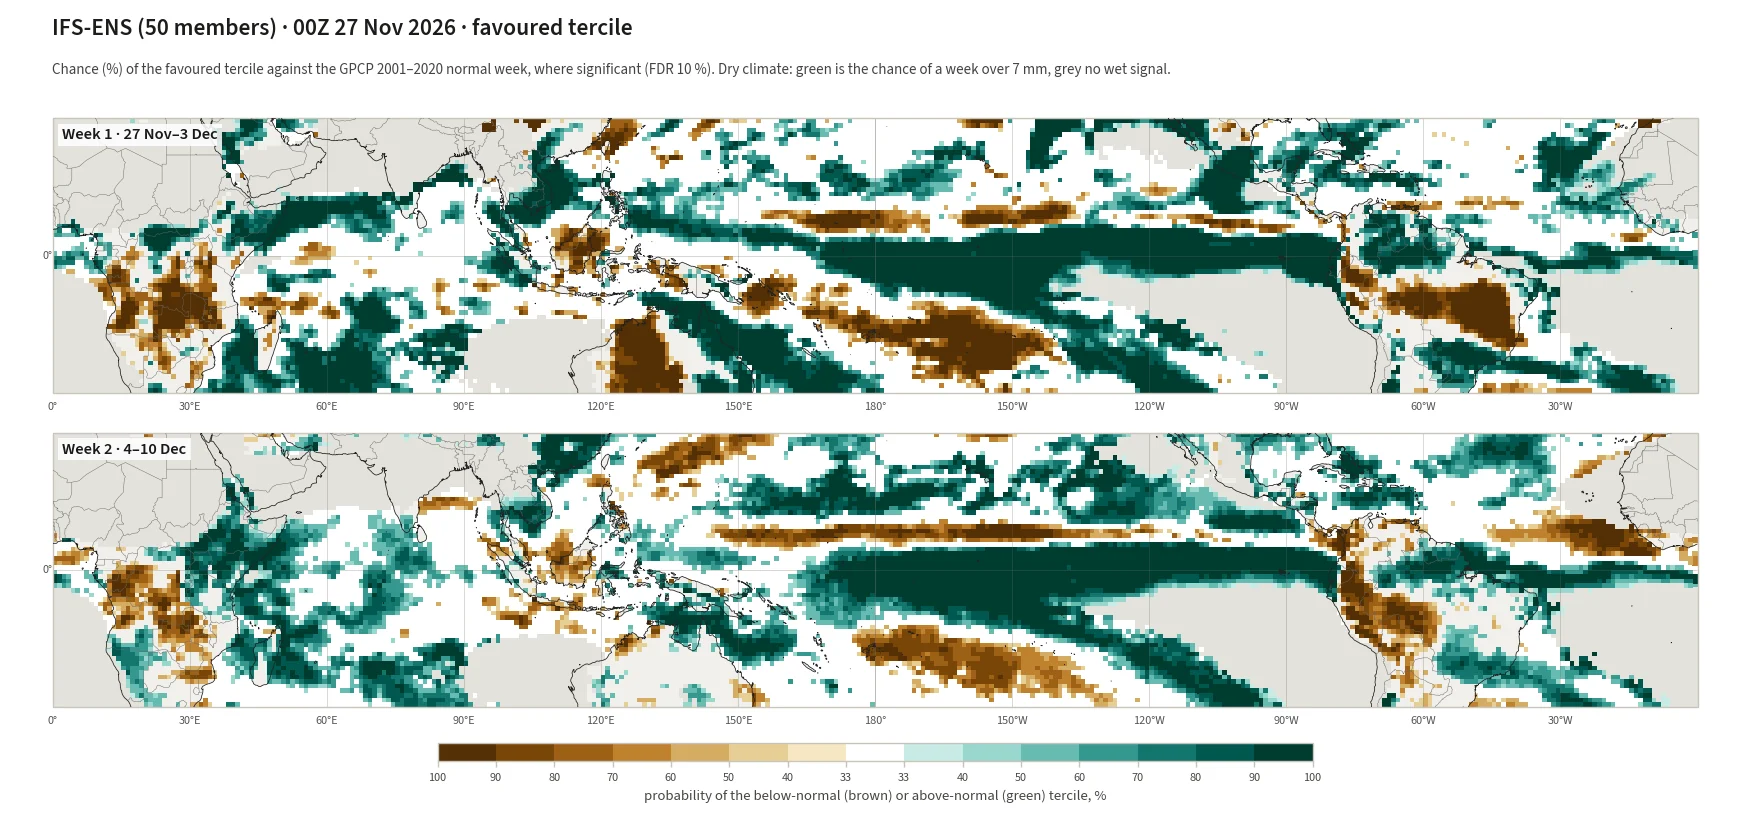 IFS-ENS (50 members) · 00Z 27 Nov 2026 · favoured tercile
Chance (%) of the favoured tercile against the GPCP 2001–2020 normal week, where significant (FDR 10 %). Dry climate: green is the chance of a week over 7 mm, grey no wet signal.
Week 1 · 27 Nov–3 Dec
0°
0° 30°E 60°E 90°E 120°E 150°E 180° 150°W 120°W 90°W 60°W 30°W
Week 2 · 4–10 Dec
0°
0° 30°E 60°E 90°E 120°E 150°E 180° 150°W 120°W 90°W 60°W 30°W
100 90 80 70 60 50 40 33 33 40 50 60 70 80 90 100
probability of the below-normal (brown) or above-normal (green) tercile, %